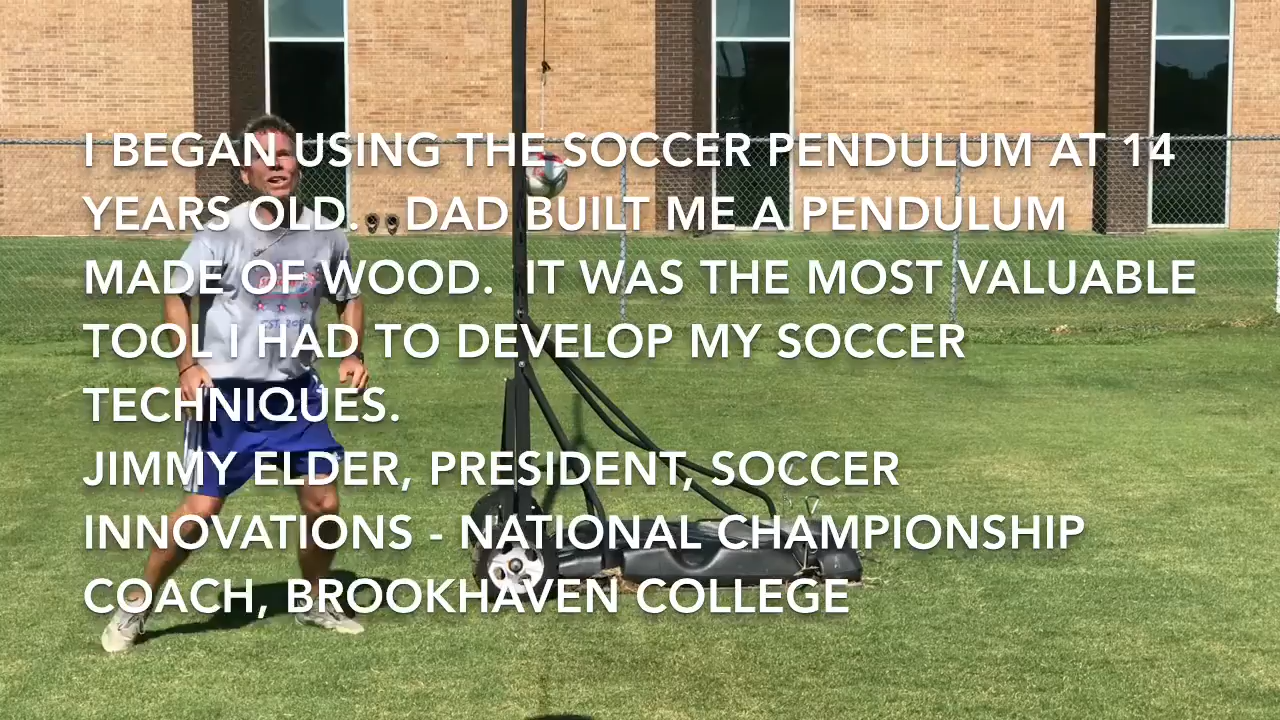 I BEGAN USING THE SOCCER PENDULUM AT 14
YEARS OLD. DAD BUILT ME A PENDULUM
MADE OF WOOD. IT WAS THE MOST VALUABLE
TOOL I HAD TO DEVELOP MY SOCCER
TECHNIQUES.
JIMMY ELDER, PRESIDENT, SOCCER
INNOVATIONS - NATIONAL CHAMPIONSHIP
COACH, BROOKHAVEN COLLEGE